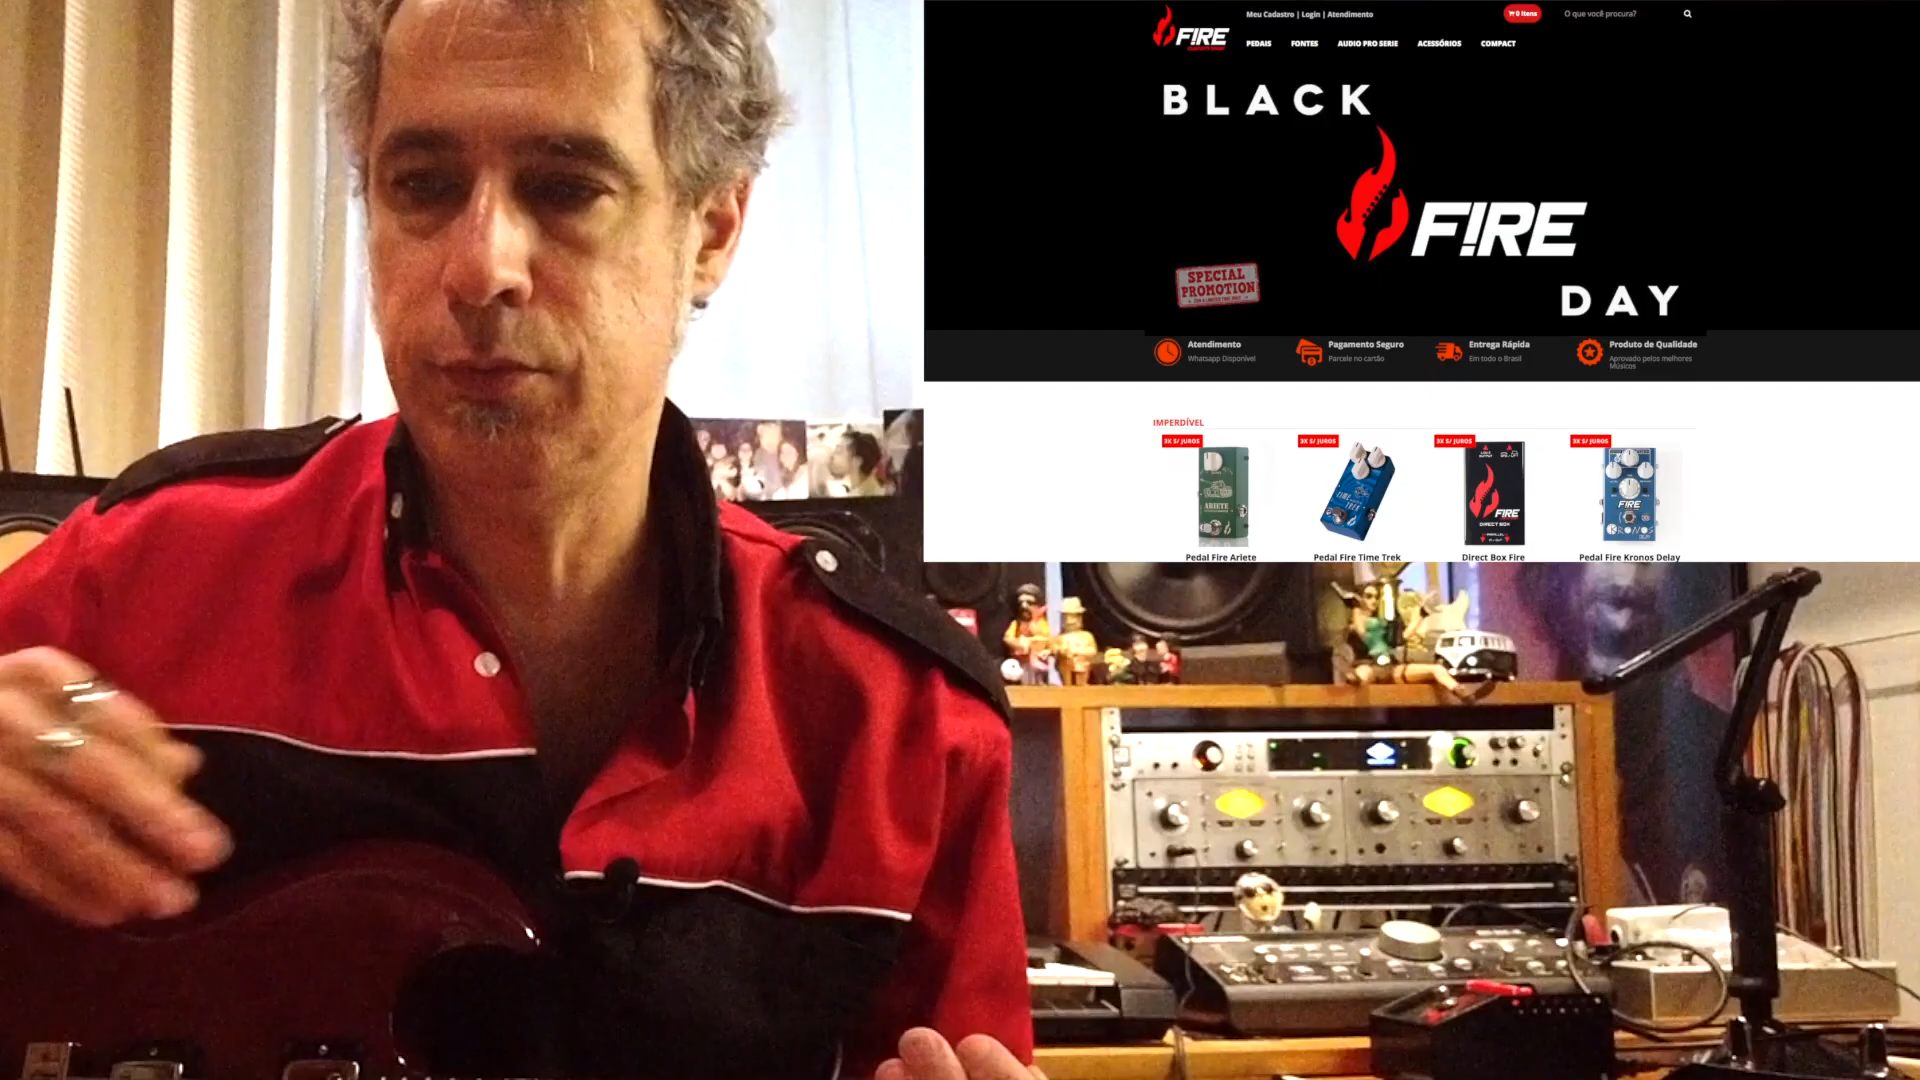 Meu Cadastro | Login | Atendimento
0 itens
O que você procura?
FIRE
PEDAIS FONTES AUDIO PRO SERIE ACESSÓRIOS COMPACT
BLACK
F!RE
SPECIAL
PROMOTION
DAY
Atendimento
Whatsapp Disponível
Pagamento Seguro
Parcele no cartão
Entrega Rápida
Em todo o Brasil
Produto de Qualidade
Aprovado pelos melhores
Músicos
IMPERDÍVEL
3X S/ JUROS
3X S/ JUROS
3X S/ JUROS
3X S/ JUROS
ARIETE
TIME
TREK
FIRE
DIRECT BOX
FIRE
KRONOS
Pedal Fire Ariete
Pedal Fire Time Trek
Direct Box Fire
Pedal Fire Kronos Delay